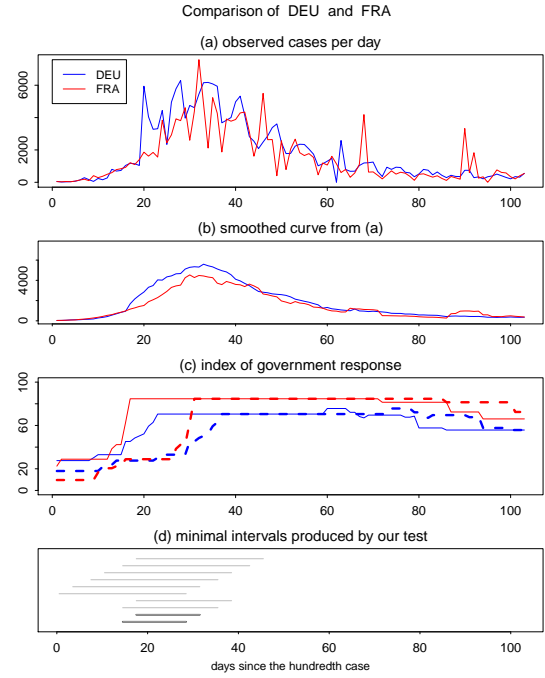 Comparison of DEU and FRA
(a) observed cases per day
DEU
FRA
0 2000 6000
0 20 40 60 80 100
(b) smoothed curve from (a)
0 4000
0 20 40 60 80 100
(c) index of government response
0 20 60 100
0 20 40 60 80 100
(d) minimal intervals produced by our test
0 20 40 60 80 100
days since the hundredth case